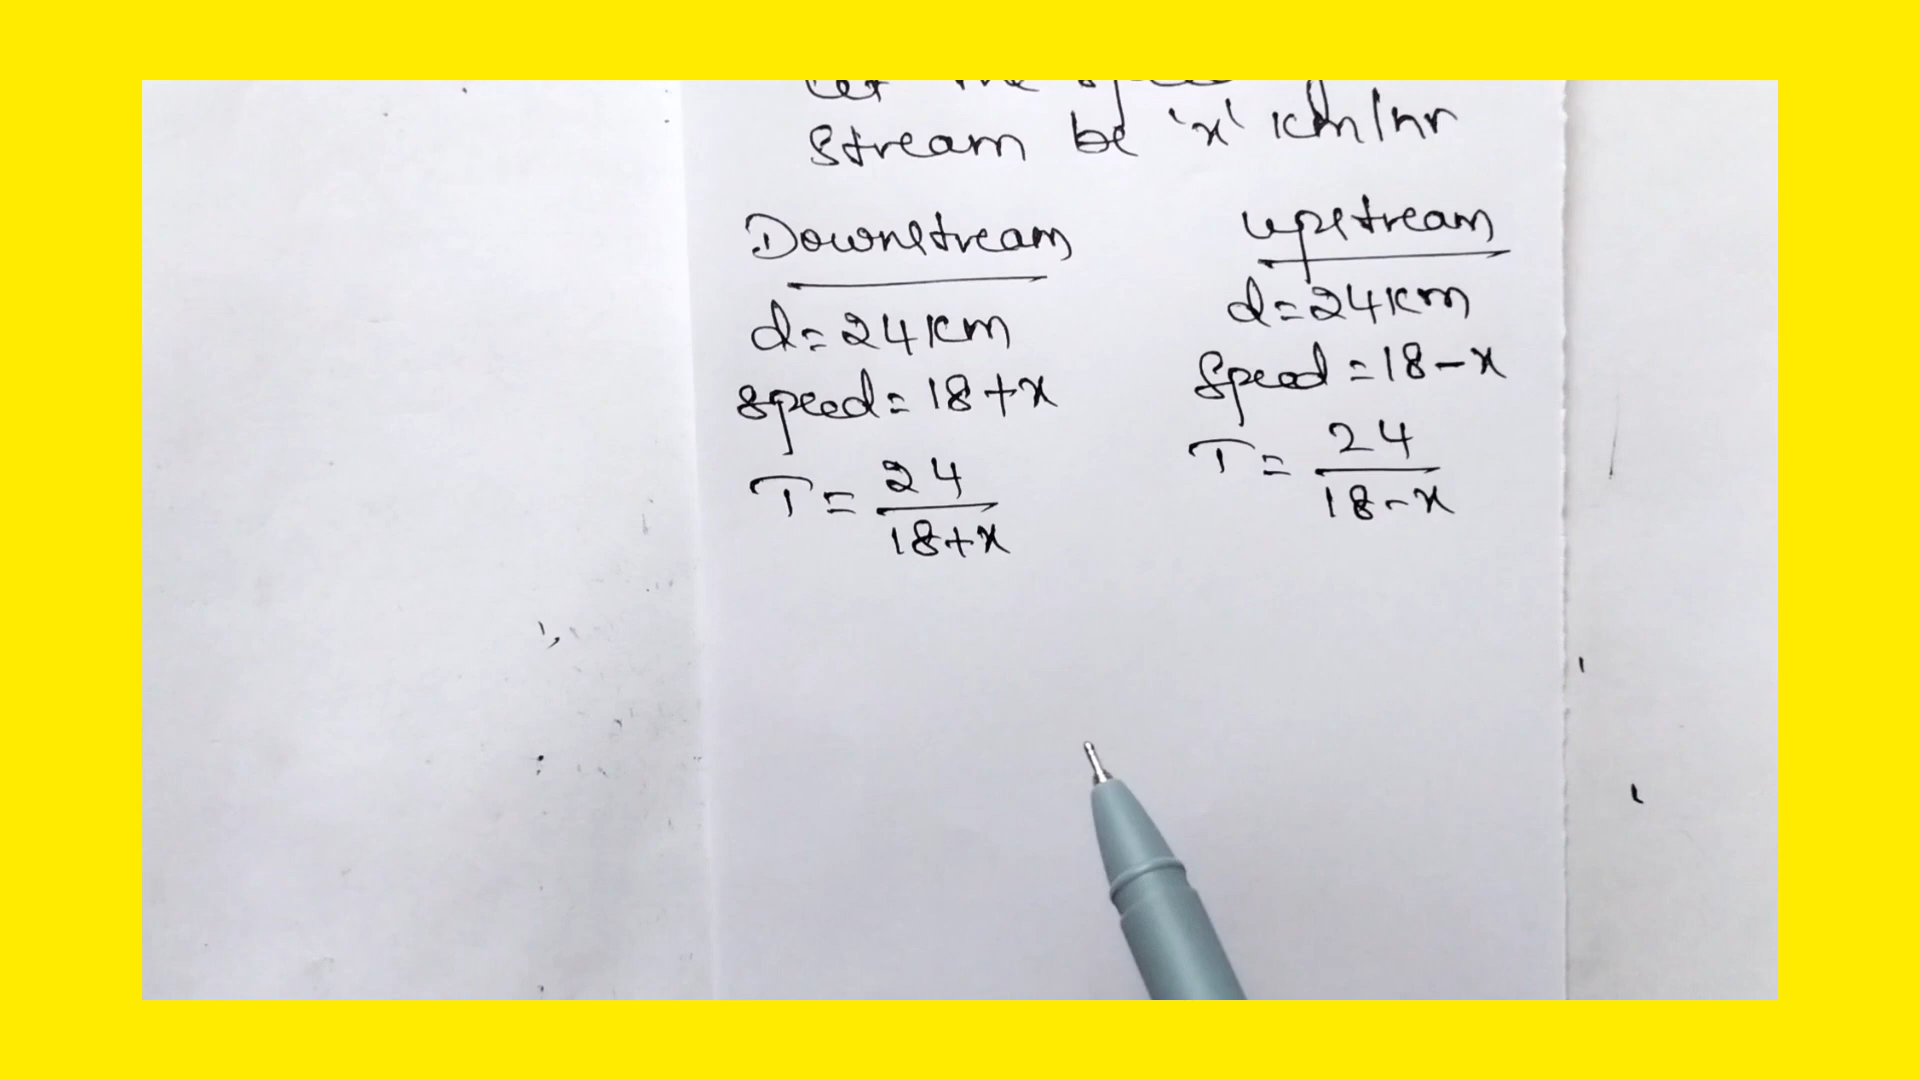 stream be 'x' km/hr
Downstream
d=24km
speed=18+x
T=24/18+x
upstream
d=24km
speed=18-x
T=24/18-x